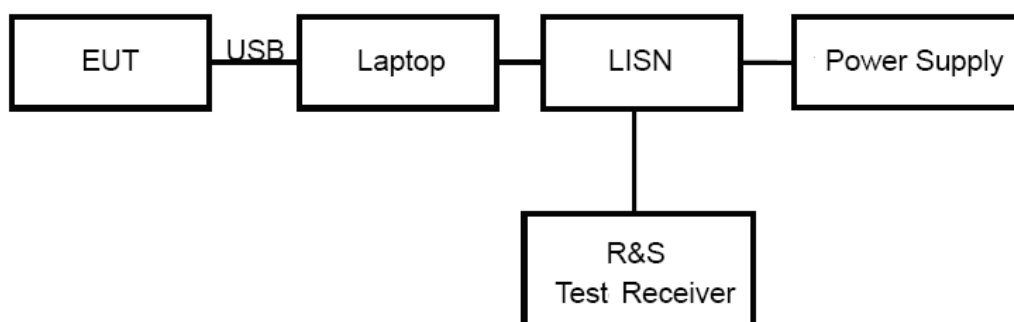 EUT
USB
Laptop
LISN
Power Supply
R&S
Test Receiver